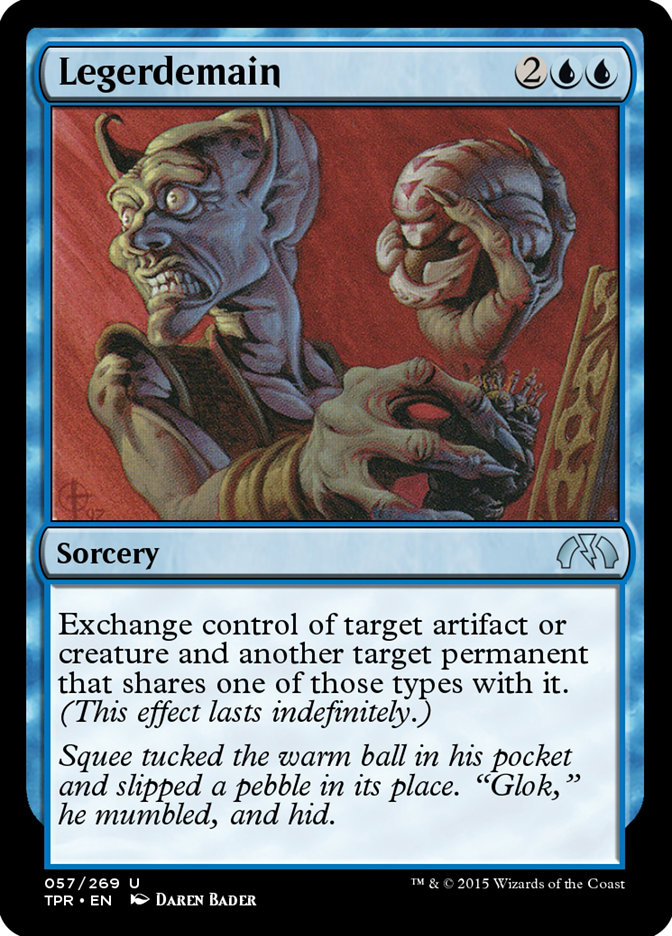 Legerdemain 2
Sorcery
Exchange control of target artifact or
creature and another target permanent
that shares one of those types with it.
(This effect lasts indefinitely.)
Squee tucked the warm ball in his pocket
and slipped a pebble in its place. “Glok,”
he mumbled, and hid.
057/269 U
TPR • EN Daren Bader
™ & © 2015 Wizards of the Coast